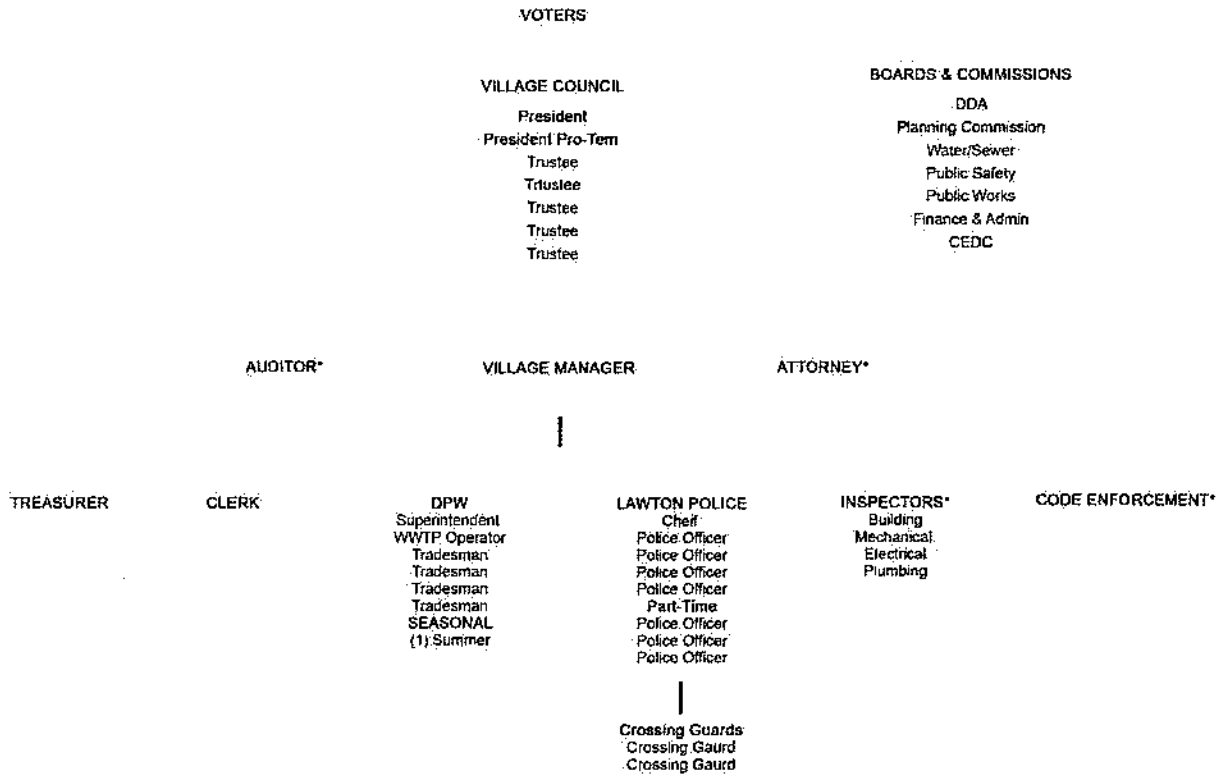 VOTERS
VILLAGE COUNCIL
President
President Pro-Tem
Trustee
Trustee
Trustee
Trustee
Trustee
BOARDS & COMMISSIONS
DDA
Planning Commission
Water/Sewer
Public Safety
Public Works
Finance & Admin
CEDC
AUDITOR*
VILLAGE MANAGER
ATTORNEY*
TREASURER
CLERK
DPW
Superintendent
WWTP Operator
Tradesman
Tradesman
Tradesman
Tradesman
SEASONAL
(1) Summer
LAWTON POLICE
Cheif
Police Officer
Police Officer
Police Officer
Police Officer
Part-Time
Police Officer
Police Officer
Police Officer
Crossing Guards
Crossing Gaurd
Crossing Gaurd
INSPECTORS*
Building
Mechanical
Electrical
Plumbing
CODE ENFORCEMENT*